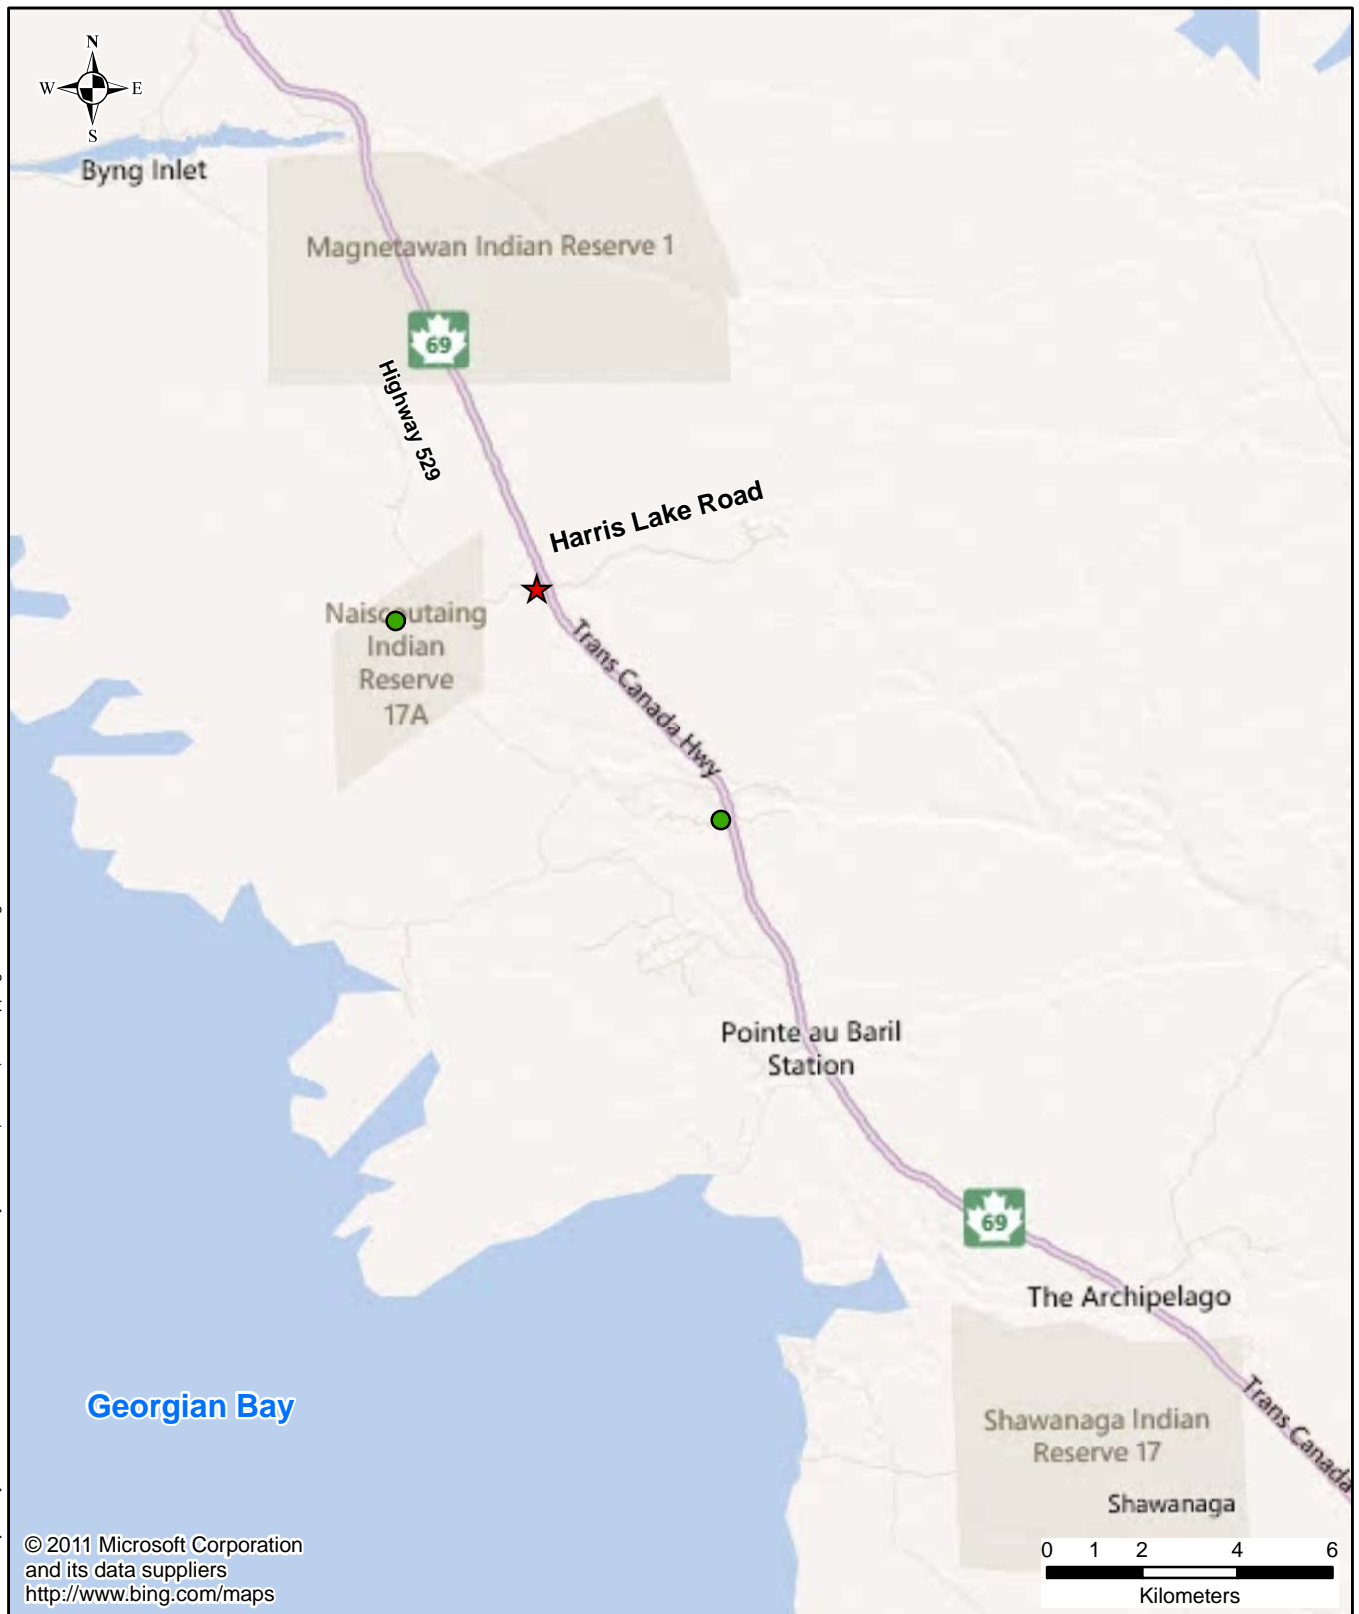 N
W E
S
Byng Inlet
Magnetawan Indian Reserve 1
69
Highway 529
Harris Lake Road
Naiscoutaing
Indian
Reserve
17A
Trans Canada Hwy
Pointe au Baril
Station
69
The Archipelago
Georgian Bay
Shawanaga Indian
Reserve 17
Trans Canada
Shawanaga
© 2011 Microsoft Corporation
and its data suppliers
http://www.bing.com/maps
0 1 2 4 6
Kilometers